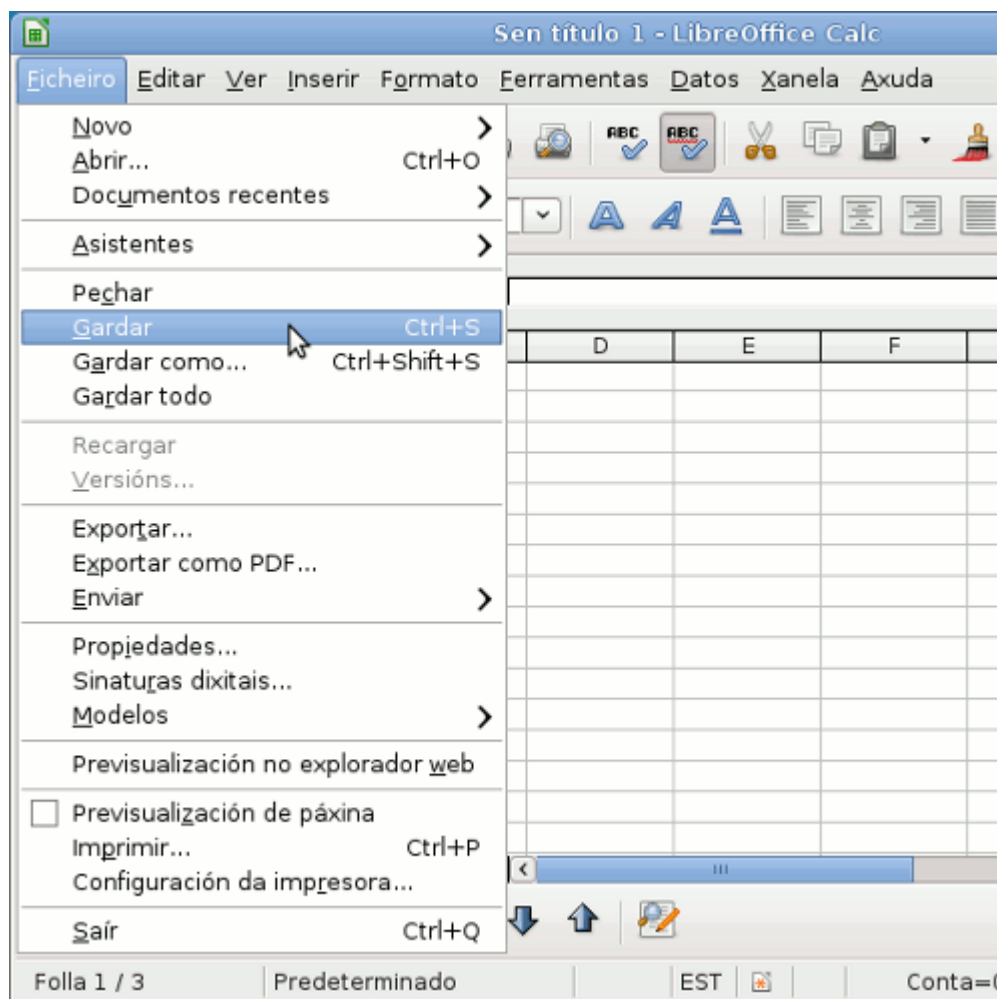 Sen título 1 - LibreOffice Calc
Ficheiro Editar Ver Inserir Formato Ferramentas Datos Xanela Axuda
Novo
Abrir... Ctrl+O
Documentos recentes
Asistentes
Pechar
Gardar Ctrl+S
Gardar como... Ctrl+Shift+S
Gardar todo
Recargar
Versións...
Exportar...
Exportar como PDF...
Enviar
Propiedades...
Sinaturas dixitais...
Modelos
Previsualización no explorador web
Previsualización de páxina
Imprimir... Ctrl+P
Configuración da impresora...
Saír Ctrl+Q
ABC ABC
A A A
D E F
Folla 1 / 3 Predeterminado EST Conta=